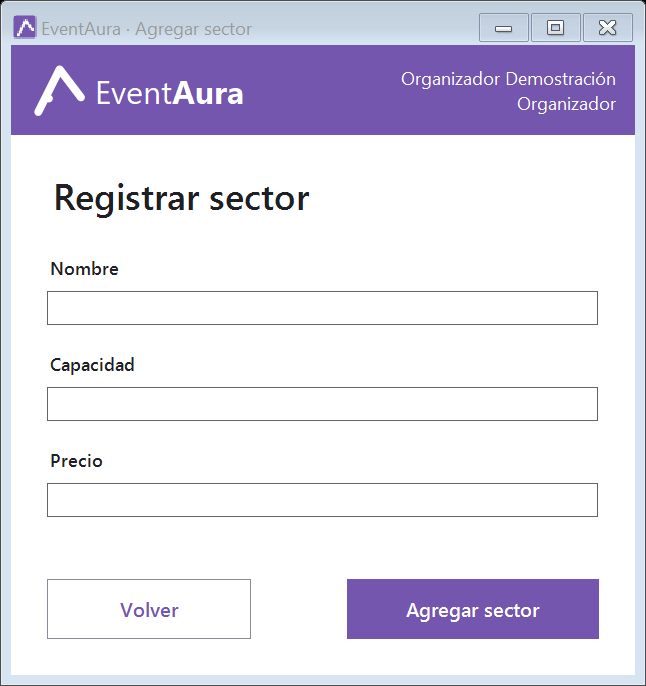 EventAura · Agregar sector
EventAura
Organizador Demostración
Organizador
Registrar sector
Nombre
Capacidad
Precio
Volver
Agregar sector